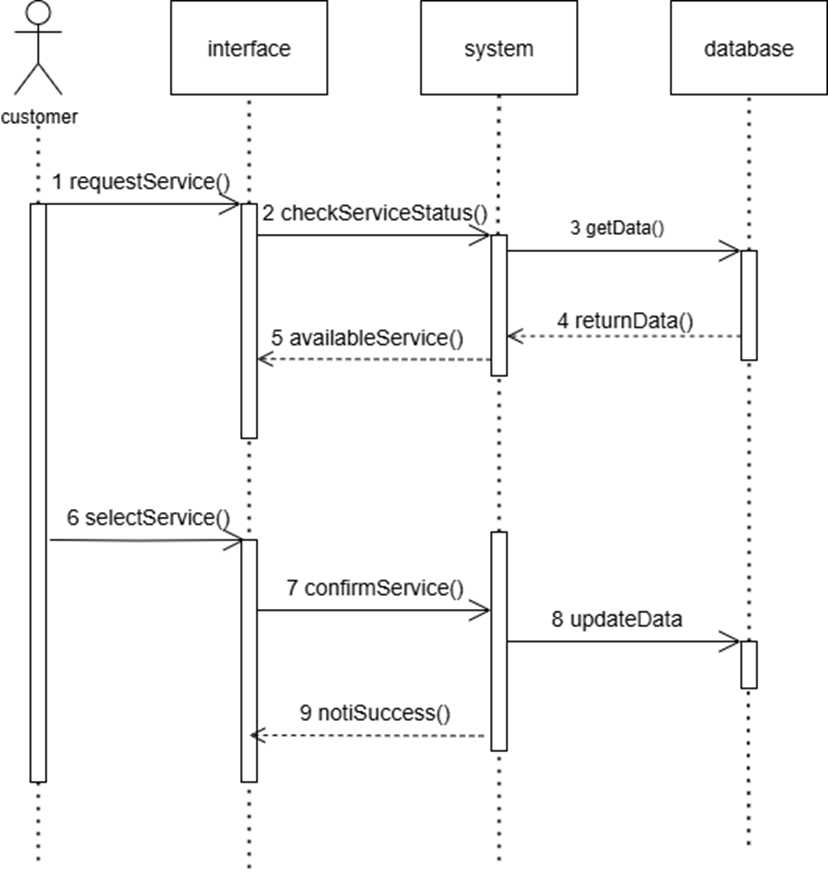 interface
system
database
customer
1 requestService()
2 checkServiceStatus()
3 getData()
4 returnData()
5 availableService()
6 selectService()
7 confirmService()
8 updateData
9 notiSuccess()